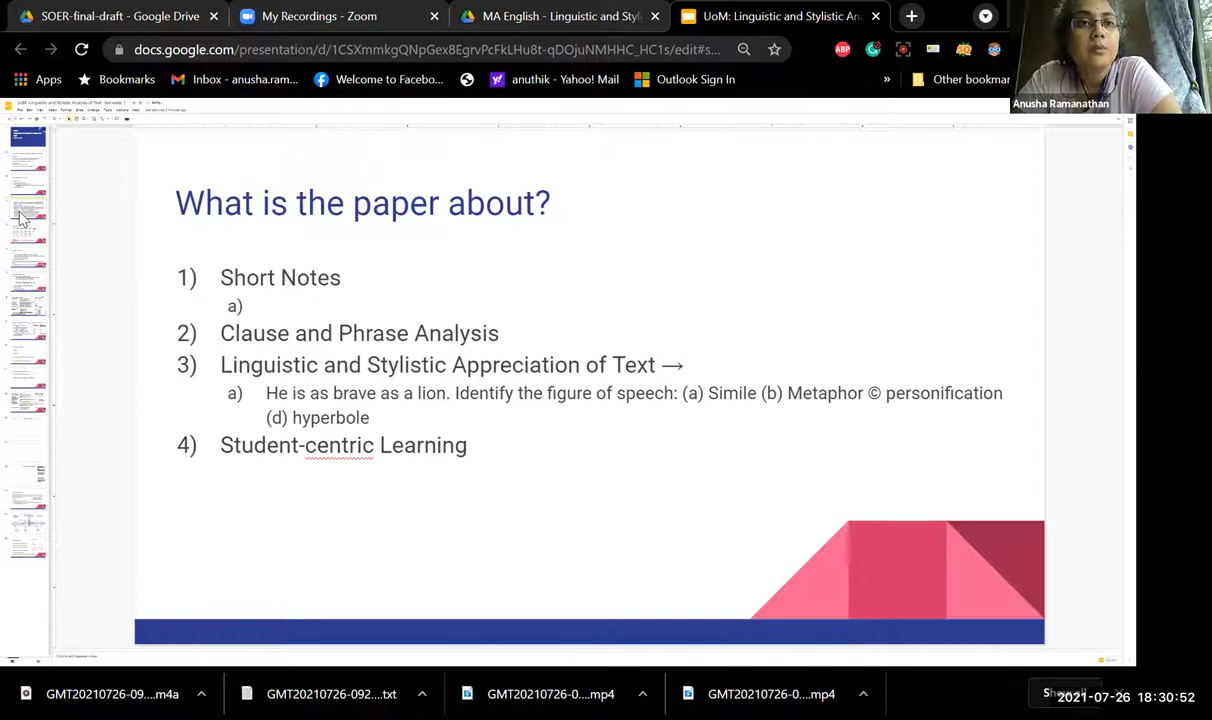 SOER-final-draft - Google Drive
My Recordings - Zoom
MA English - Linguistic and Styl
UoM: Linguistic and Stylistic An
docs.google.com/presentation/d/1CSXmmkgQNpGex8EgrvPcFkLHu8t-qDOjuNMHHC_HC1s/edit#s...
ABP
Apps
Bookmarks
Inbox - anusha.ram...
Welcome to Facebo...
anuthik - Yahoo! Mail
Outlook Sign In
»
Other bookmar
Anusha Ramanathan
What is the paper about?
1) Short Notes
a)
2) Clause and Phrase Analysis
3) Linguistic and Stylistic Appreciation of Text →
a) He is as brave as a lion. Identify the figure of speech: (a) Simile (b) Metaphor © personification
(d) hyperbole
4) Student-centric Learning
GMT20210726-09....m4a
GMT20210726-092....txt
GMT20210726-0....mp4
GMT20210726-0....mp4
2021-07-26 18:30:52